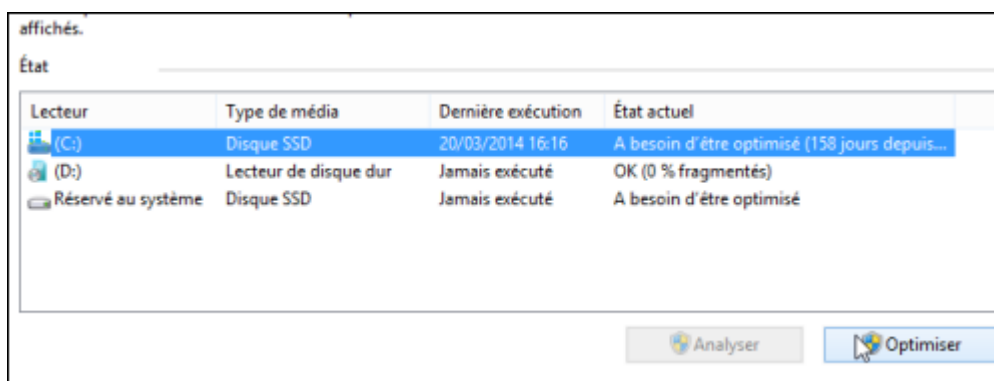 affichés.
État
Lecteur Type de média Dernière exécution État actuel
(C:) Disque SSD 20/03/2014 16:16 A besoin d'être optimisé (158 jours depuis...
(D:) Lecteur de disque dur Jamais exécuté OK (0 % fragmentés)
Réservé au système Disque SSD Jamais exécuté A besoin d'être optimisé
Analyser Optimiser